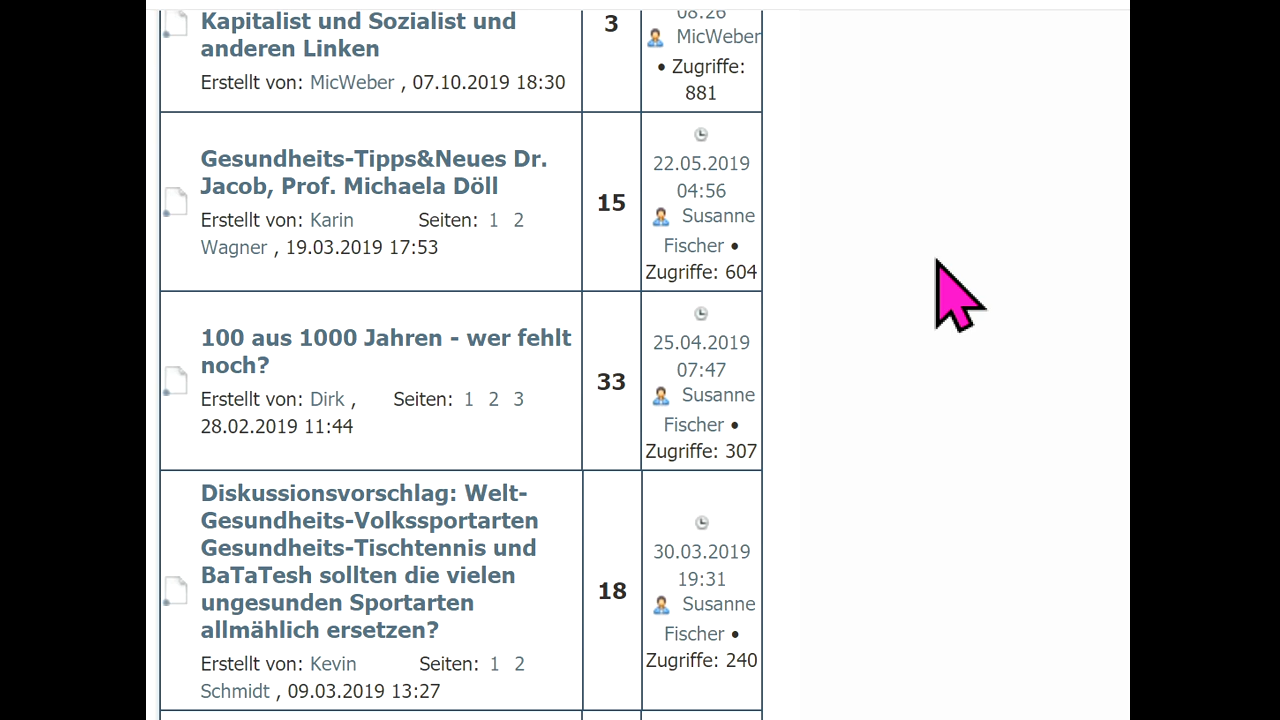 Kapitalist und Sozialist und
anderen Linken
Erstellt von: MicWeber , 07.10.2019 18:30
3
08:26
MicWeber
• Zugriffe:
881
Gesundheits-Tipps&Neues Dr.
Jacob, Prof. Michaela Döll
Erstellt von: Karin Seiten: 1 2
Wagner , 19.03.2019 17:53
15
22.05.2019
04:56
Susanne
Fischer •
Zugriffe: 604
100 aus 1000 Jahren - wer fehlt
noch?
Erstellt von: Dirk , Seiten: 1 2 3
28.02.2019 11:44
33
25.04.2019
07:47
Susanne
Fischer •
Zugriffe: 307
Diskussionsvorschlag: Welt-
Gesundheits-Volkssportarten
Gesundheits-Tischtennis und
BaTaTesh sollten die vielen
ungesunden Sportarten
allmählich ersetzen?
Erstellt von: Kevin Seiten: 1 2
Schmidt , 09.03.2019 13:27
18
30.03.2019
19:31
Susanne
Fischer •
Zugriffe: 240